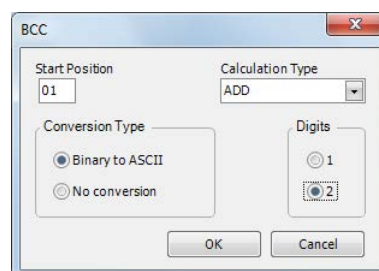 BCC
Start Position
Calculation Type
01
ADD
Conversion Type
Digits
Binary to ASCII
1
No conversion
2
OK
Cancel